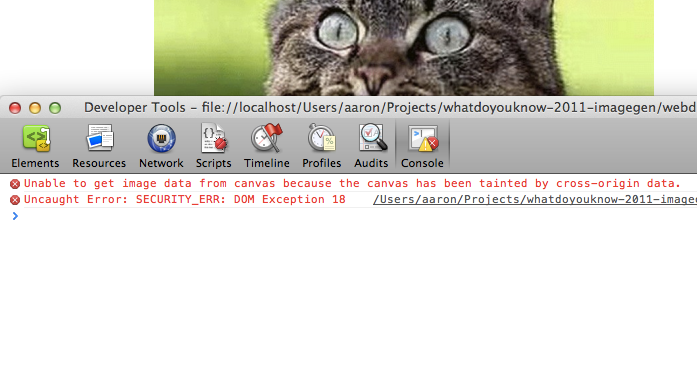 Developer Tools - file://localhost/Users/aaron/Projects/whatdoyouknow-2011-imagegen/webd
Elements Resources Network Scripts Timeline Profiles Audits Console
Unable to get image data from canvas because the canvas has been tainted by cross-origin data.
Uncaught Error: SECURITY_ERR: DOM Exception 18 /Users/aaron/Projects/whatdoyouknow-2011-image
>